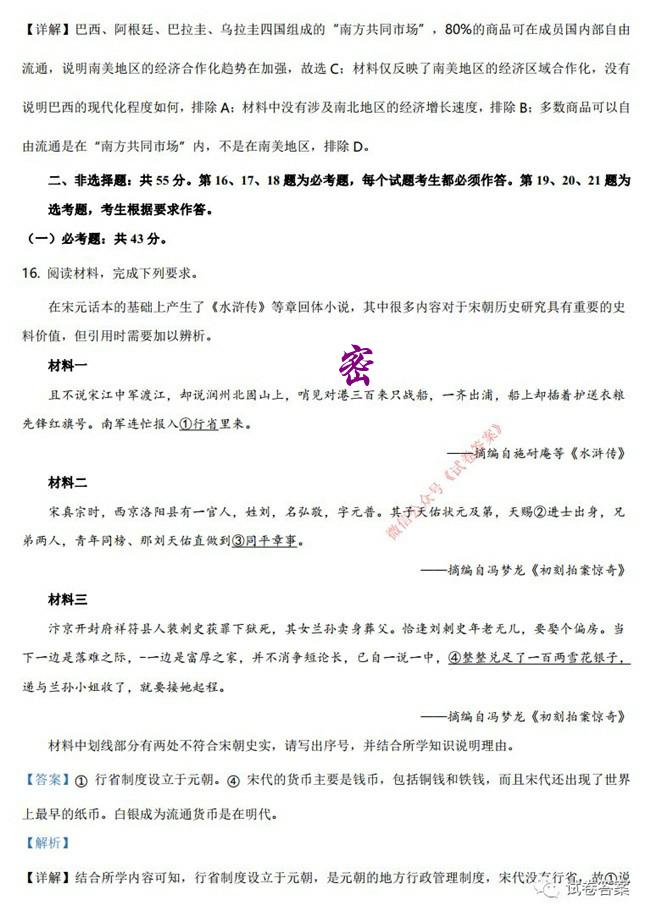 【详解】巴西、阿根廷、巴拉圭、乌拉圭四国组成的“南方共同市场”，80%的商品可在成员国内部自由
流通，说明南美地区的经济合作化趋势在加强，故选 C；材料仅反映了南美地区的经济区域合作化，没有
说明巴西的现代化程度如何，排除 A；材料中没有涉及南北地区的经济增长速度，排除 B；多数商品可以自
由流通是在“南方共同市场”内，不是在南美地区，排除 D。
二、非选择题：共 55 分。第 16、17、18 题为必考题，每个试题考生都必须作答。第 19、20、21 题为
选考题，考生根据要求作答。
（一）必考题：共 43 分。
16. 阅读材料，完成下列要求。
在宋元话本的基础上产生了《水浒传》等章回体小说，其中很多内容对于宋朝历史研究具有重要的史
料价值，但引用时需要加以辨析。
密
材料一
且不说宋江中军渡江，却说润州北固山上，哨见对港三百来只战船，一齐出浦，船上却插着护送衣粮
先锋红旗号。南军连忙报入①行省里来。
——摘编自施耐庵等《水浒传》
微信公众号《试卷答案》
材料二
宋真宗时，西京洛阳县有一官人，姓刘，名弘敬，字元普。其子天佑状元及第，天赐②进士出身，兄
弟两人，青年同榜、那刘天佑直做到③同平章事。
——摘编自冯梦龙《初刻拍案惊奇》
材料三
汴京开封府祥符县人装刺史获罪下狱死，其女兰孙卖身葬父。恰逢刘刺史年老无儿，要娶个偏房。当
下一边是落难之际，-一边是富厚之家，并不消争短论长，已自一说一中，④整整兑足了一百两雪花银子，
递与兰孙小姐收了，就要接她起程。
——摘编自冯梦龙《初刻拍案惊奇》
材料中划线部分有两处不符合宋朝史实，请写出序号，并结合所学知识说明理由。
【答案】① 行省制度设立于元朝。④ 宋代的货币主要是钱币，包括铜钱和铁钱，而且宋代还出现了世界
上最早的纸币。白银成为流通货币是在明代。
【解析】
【详解】结合所学内容可知，行省制度设立于元朝，是元朝的地方行政管理制度，宋代没有行省，故①说
试卷答案